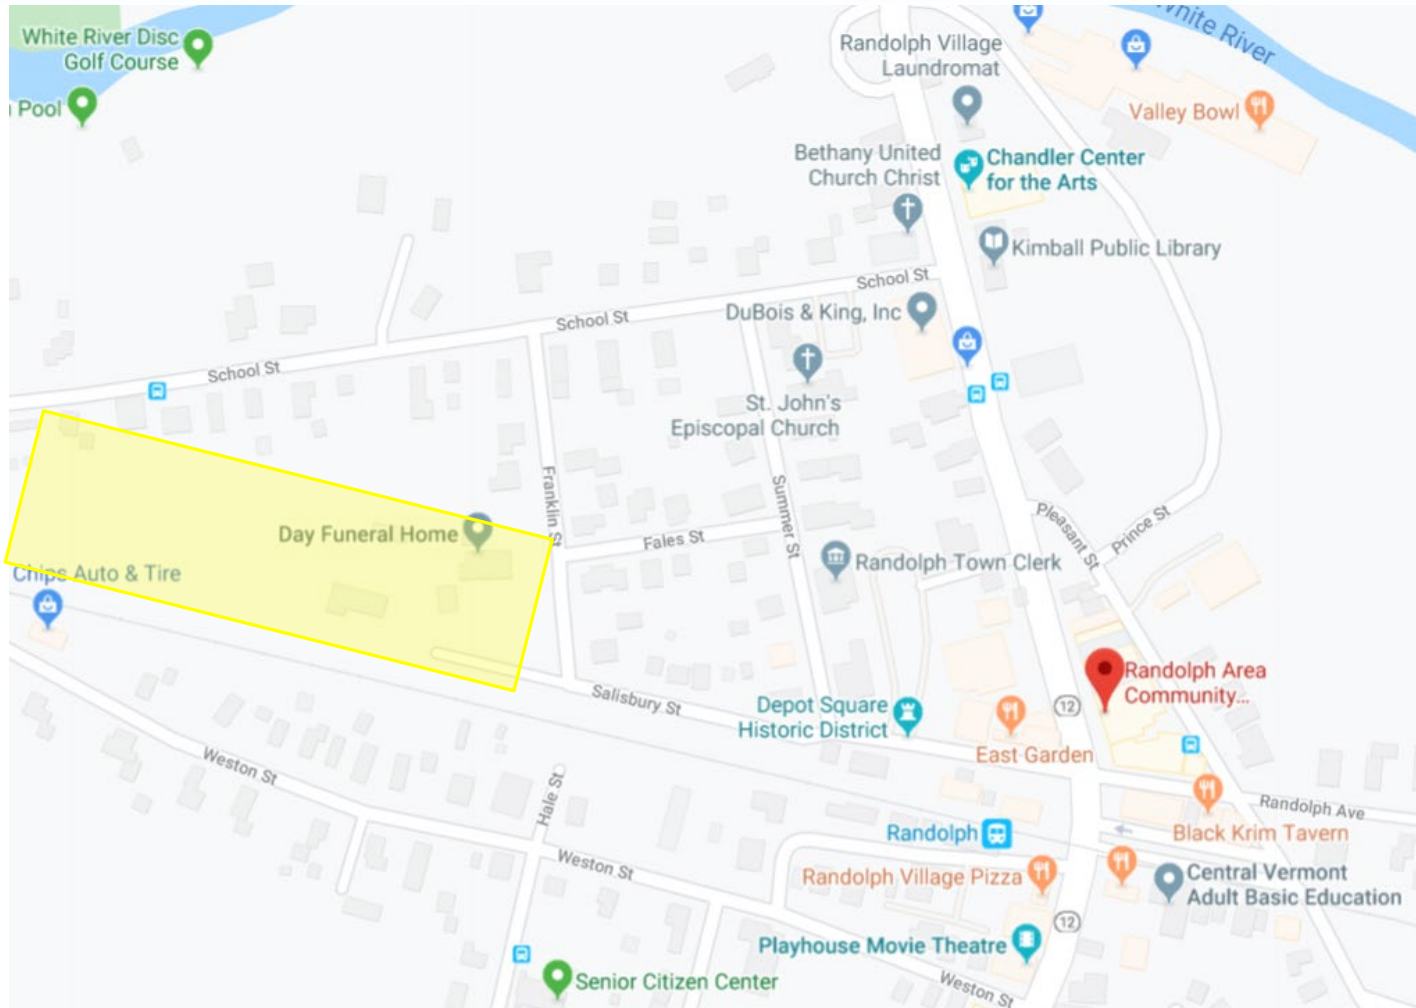 White River Disc
Golf Course
Pool
White River
Randolph Village
Laundromat
Valley Bowl
Bethany United
Church Christ
Chandler Center
for the Arts
Kimball Public Library
School St
DuBois & King, Inc
School St
School St
St. John's
Episcopal Church
Franklin St
Summer St
Pleasant St
Prince St
Day Funeral Home
Fales St
Randolph Town Clerk
Chips Auto & Tire
Randolph Area
Community...
12
Salisbury St
Depot Square
Historic District
East Garden
Weston St
Hale St
Randolph Ave
Randolph
Black Krim Tavern
Weston St
Randolph Village Pizza
Central Vermont
Adult Basic Education
12
Playhouse Movie Theatre
Senior Citizen Center
Weston St